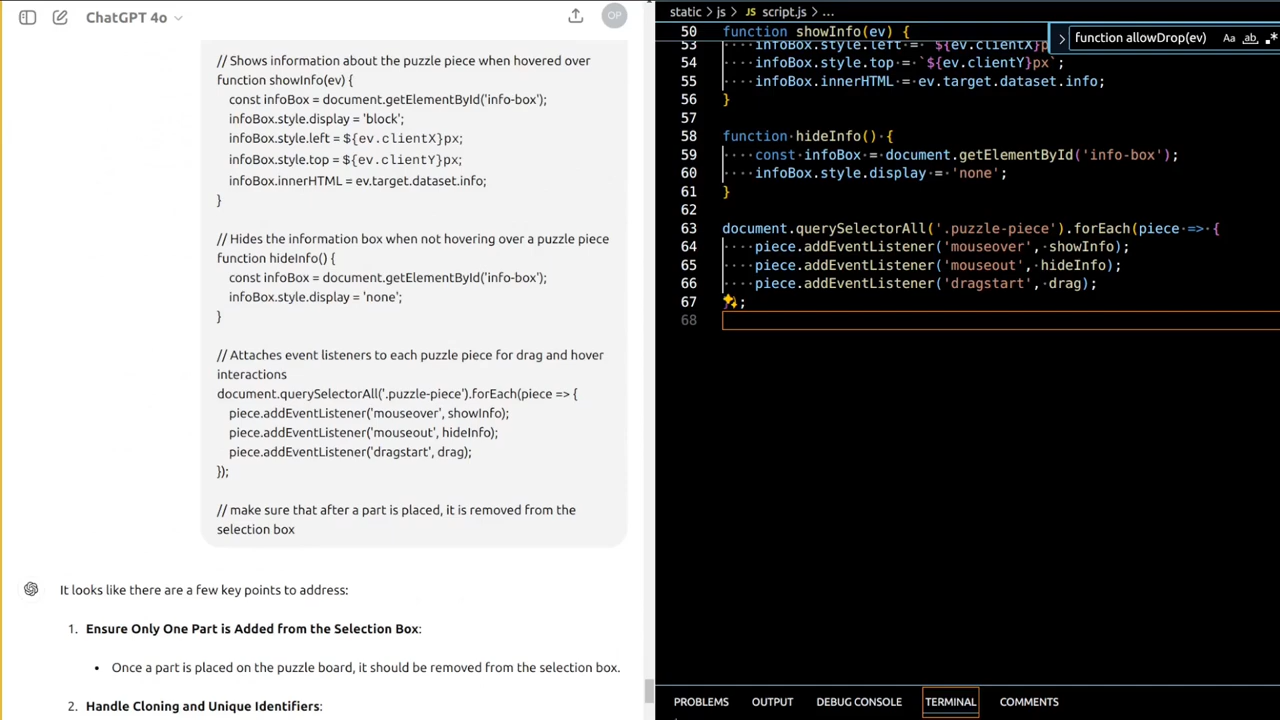 ChatGPT 4o
OP
// Shows information about the puzzle piece when hovered over
function showInfo(ev) {
const infoBox = document.getElementById('info-box');
infoBox.style.display = 'block';
infoBox.style.left = ${ev.clientX}px;
infoBox.style.top = ${ev.clientY}px;
infoBox.innerHTML = ev.target.dataset.info;
}
// Hides the information box when not hovering over a puzzle piece
function hideInfo() {
const infoBox = document.getElementById('info-box');
infoBox.style.display = 'none';
}
// Attaches event listeners to each puzzle piece for drag and hover
interactions
document.querySelectorAll('.puzzle-piece').forEach(piece => {
piece.addEventListener('mouseover', showInfo);
piece.addEventListener('mouseout', hideInfo);
piece.addEventListener('dragstart', drag);
});
// make sure that after a part is placed, it is removed from the
selection box
It looks like there are a few key points to address:
1. Ensure Only One Part is Added from the Selection Box:
• Once a part is placed on the puzzle board, it should be removed from the selection box.
2. Handle Cloning and Unique Identifiers:
static > js > JS script.js > ...
function allowDrop(ev) Aa ab .*
50 function showInfo(ev) {
53 infoBox.style.left = `${ev.clientX}p
54 infoBox.style.top = `${ev.clientY}px`;
55 infoBox.innerHTML = ev.target.dataset.info;
56 }
57
58 function hideInfo() {
59 const infoBox = document.getElementById('info-box');
60 infoBox.style.display = 'none';
61 }
62
63 document.querySelectorAll('.puzzle-piece').forEach(piece => {
64 piece.addEventListener('mouseover', showInfo);
65 piece.addEventListener('mouseout', hideInfo);
66 piece.addEventListener('dragstart', drag);
67 });
68
PROBLEMS OUTPUT DEBUG CONSOLE TERMINAL COMMENTS